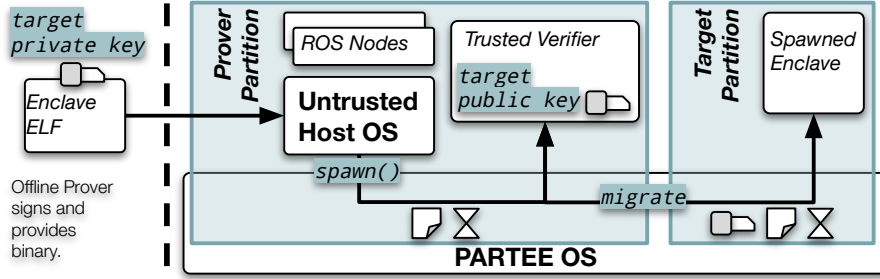 target
private key
Enclave
ELF
Offline Prover
signs and
provides
binary.
Prover
Partition
ROS Nodes
Untrusted
Host OS
spawn()
Trusted Verifier
target
public key
migrate
Target
Partition
Spawned
Enclave
PARTEE OS